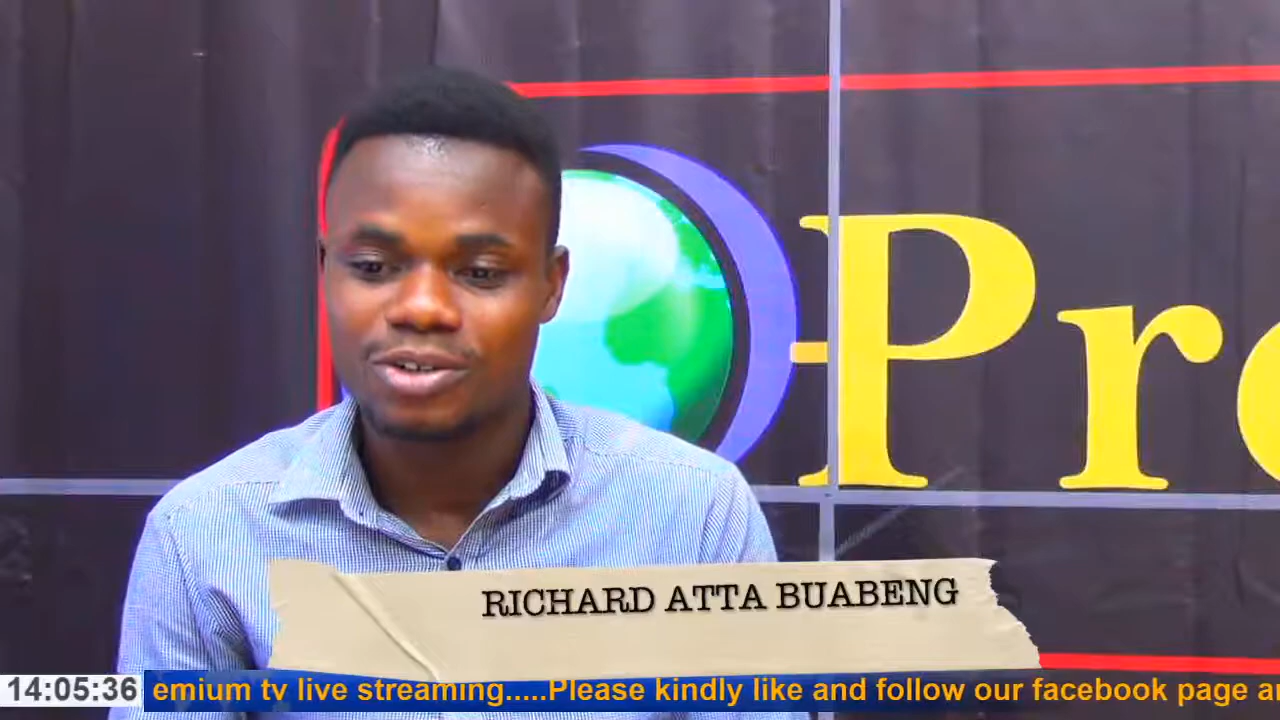 Pr
RICHARD ATTA BUABENG
14:05:36
emium tv live streaming.....Please kindly like and follow our facebook page